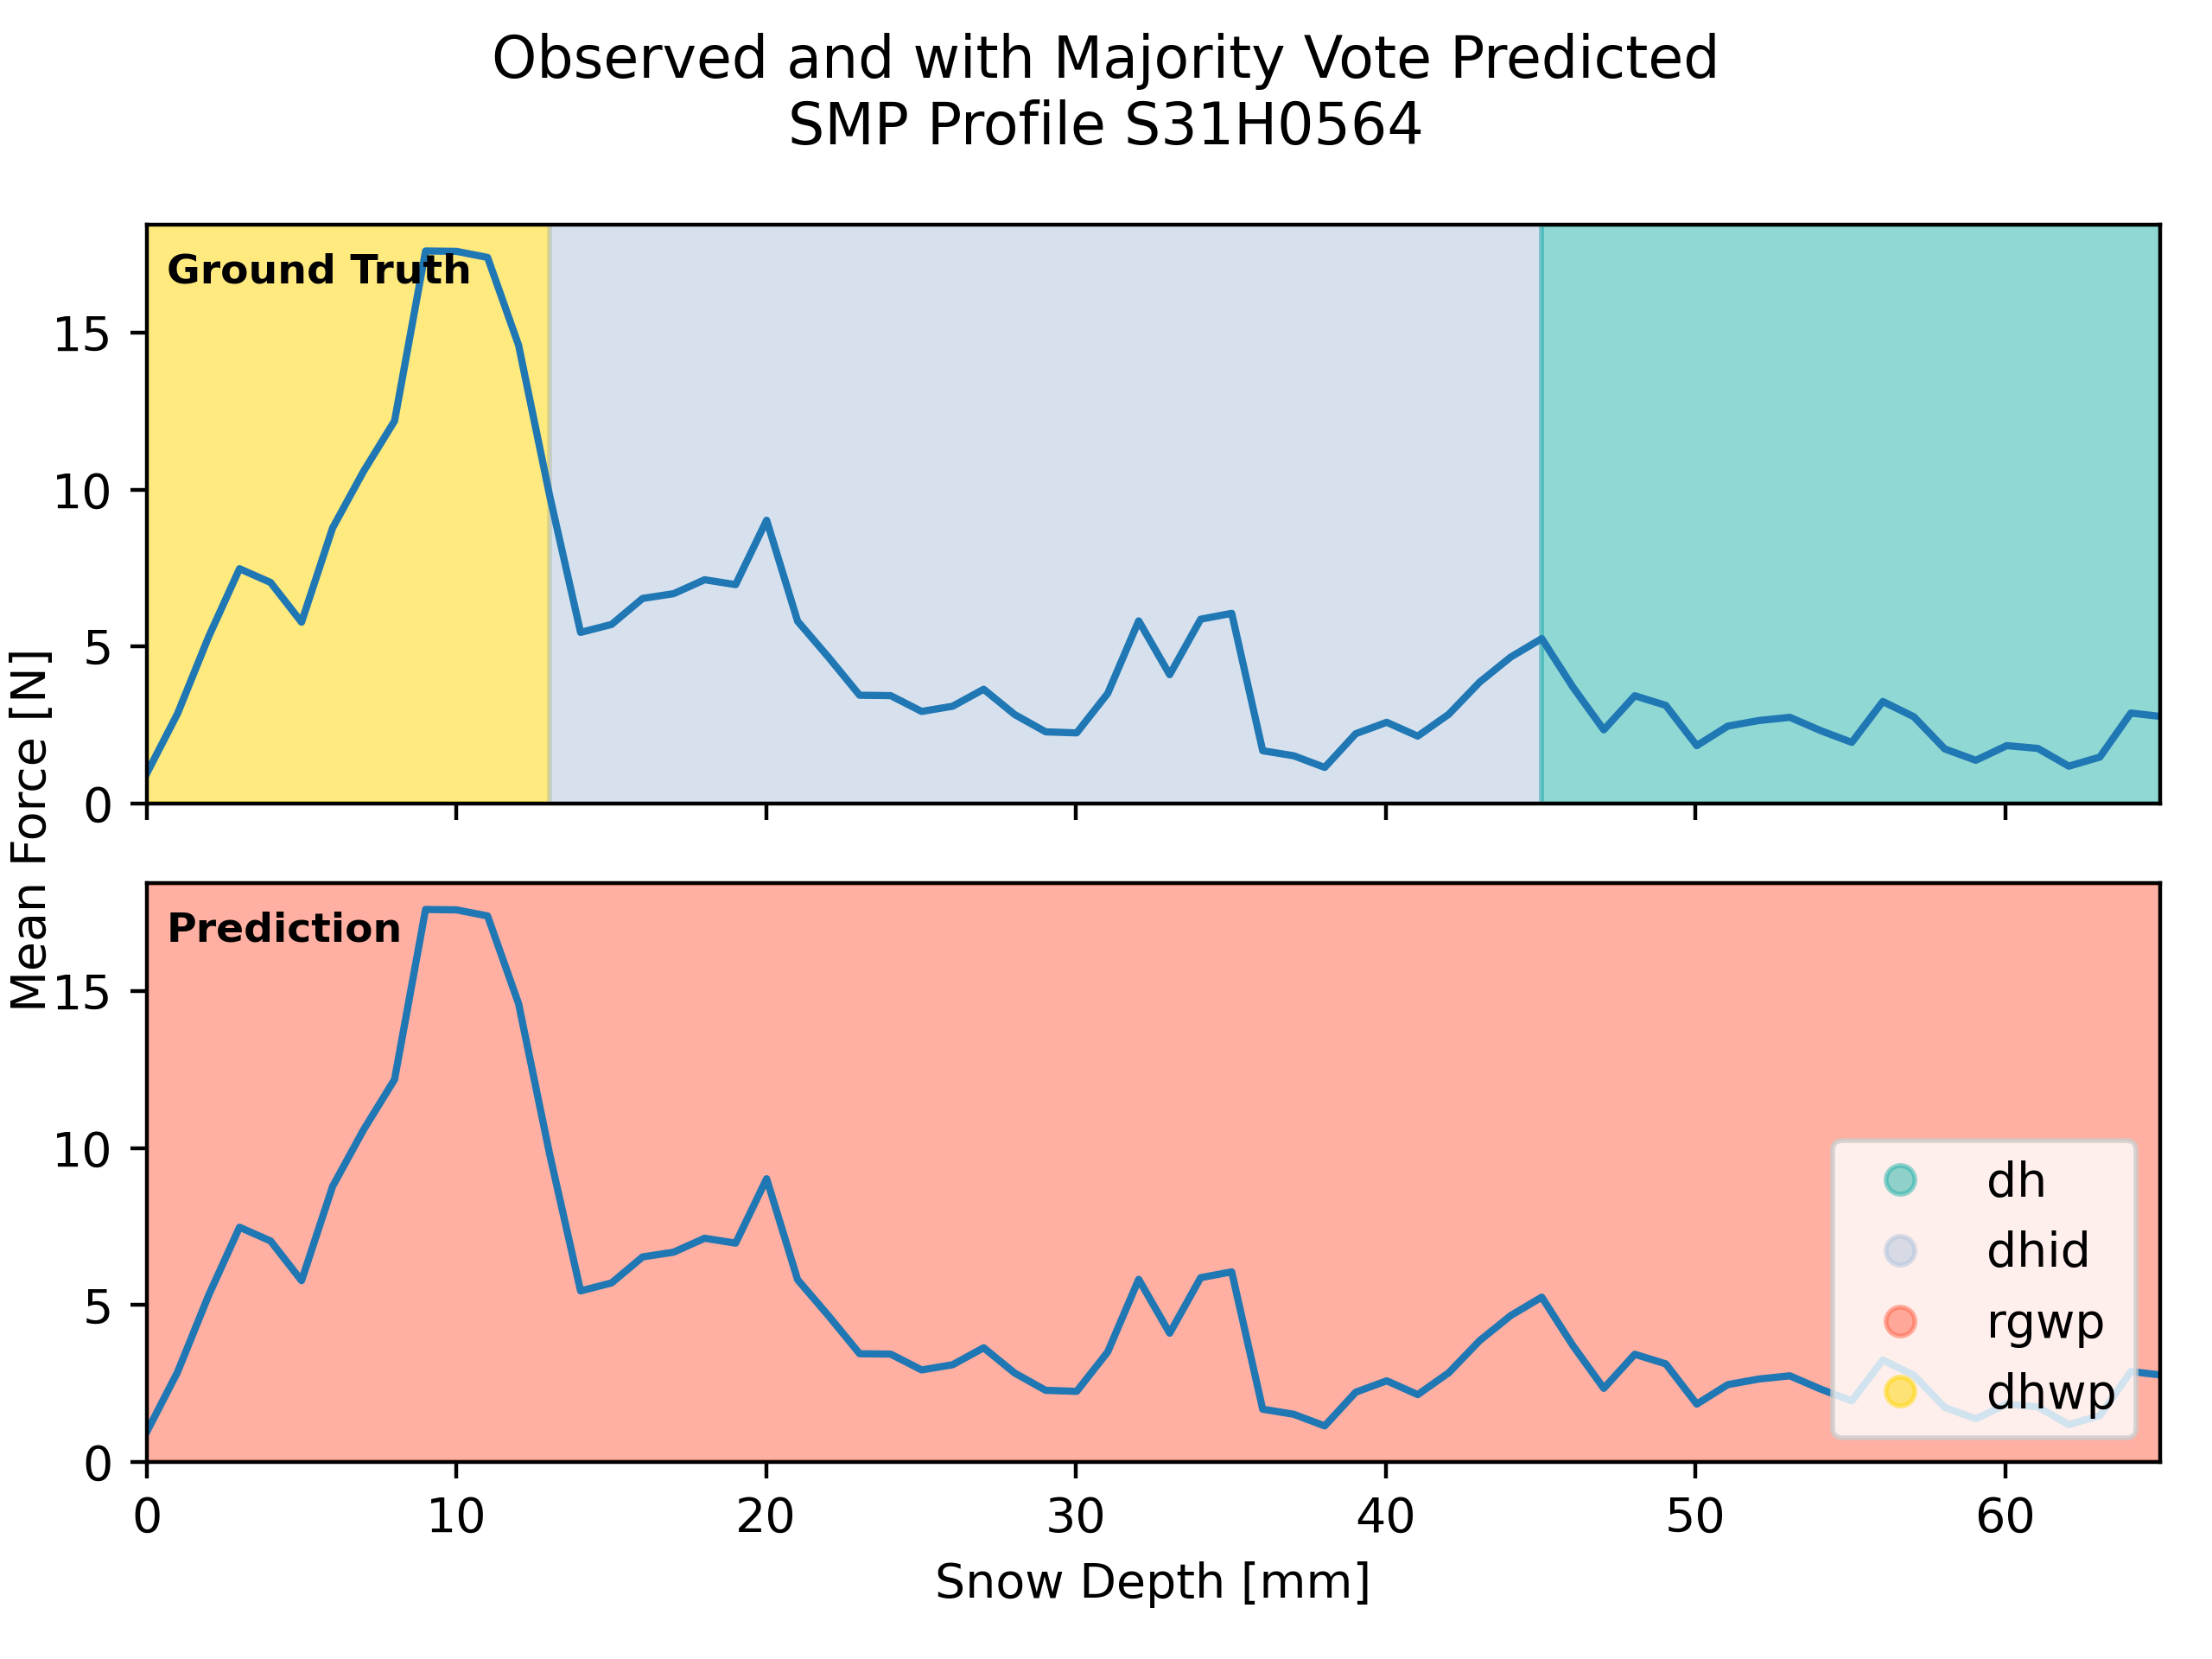 Observed and with Majority Vote Predicted
SMP Profile S31H0564
Mean Force [N]
Ground Truth
15
10
5
0
Prediction
15
10
5
0
dh
dhid
rgwp
dhwp
0 10 20 30 40 50 60
Snow Depth [mm]